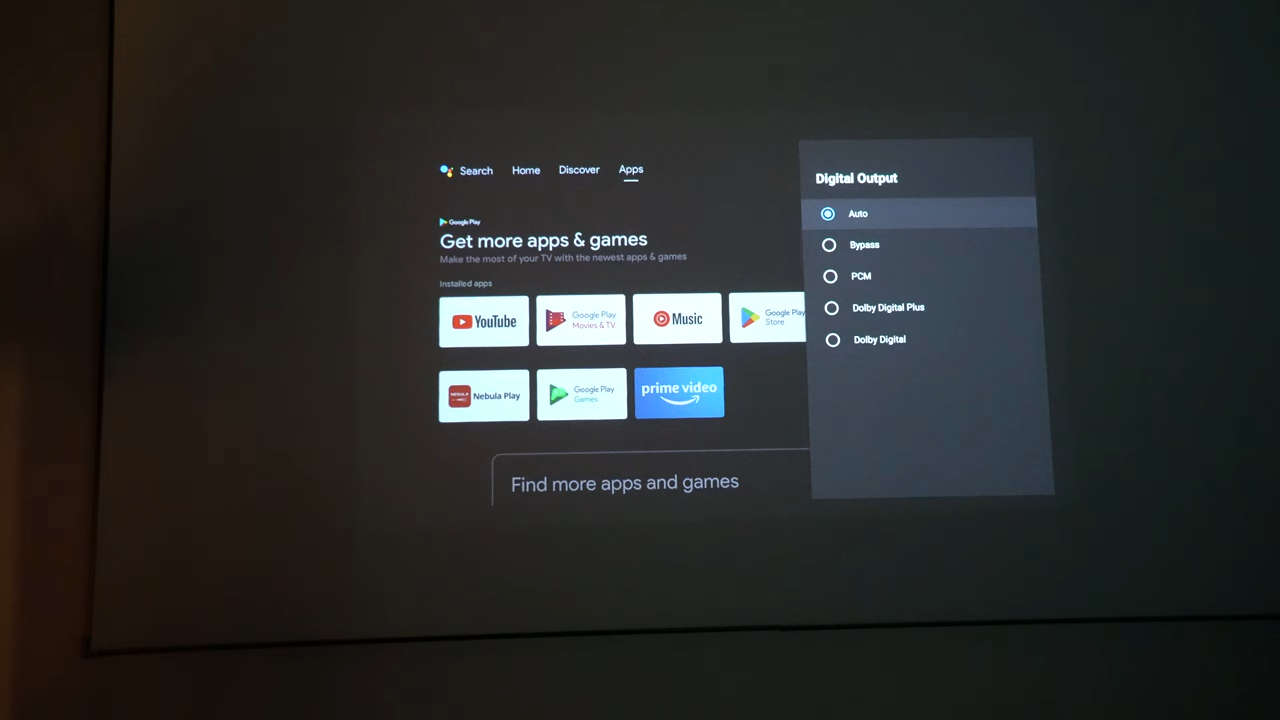 Search Home Discover Apps
Google Play
Get more apps & games
Make the most of your TV with the newest apps & games
Installed apps
YouTube
Google Play
Movies & TV
Music
Google Play
Store
NEBULA
Nebula Play
Google Play
Games
prime video
Find more apps and games
Digital Output
Auto
Bypass
PCM
Dolby Digital Plus
Dolby Digital